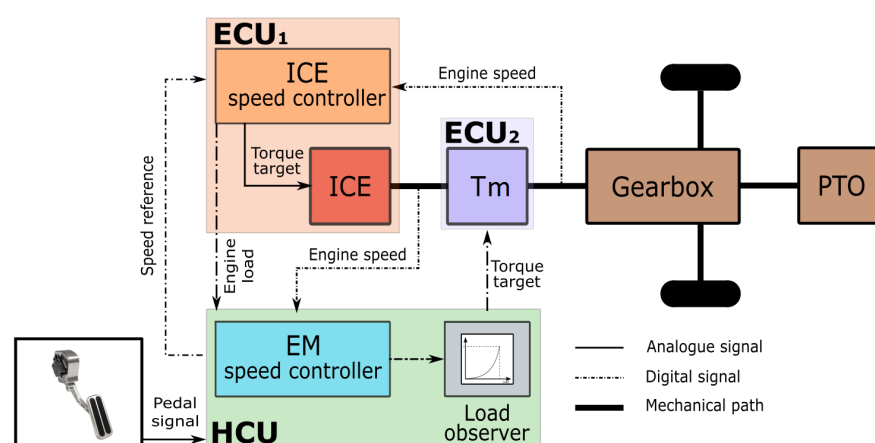 ECU₁
ICE
speed controller
Engine speed
ECU₂
Torque
target
ICE
Tm
Gearbox
PTO
Speed reference
Engine
load
Engine speed
Torque
target
EM
speed controller
Load
observer
Pedal
signal
HCU
Analogue signal
Digital signal
Mechanical path